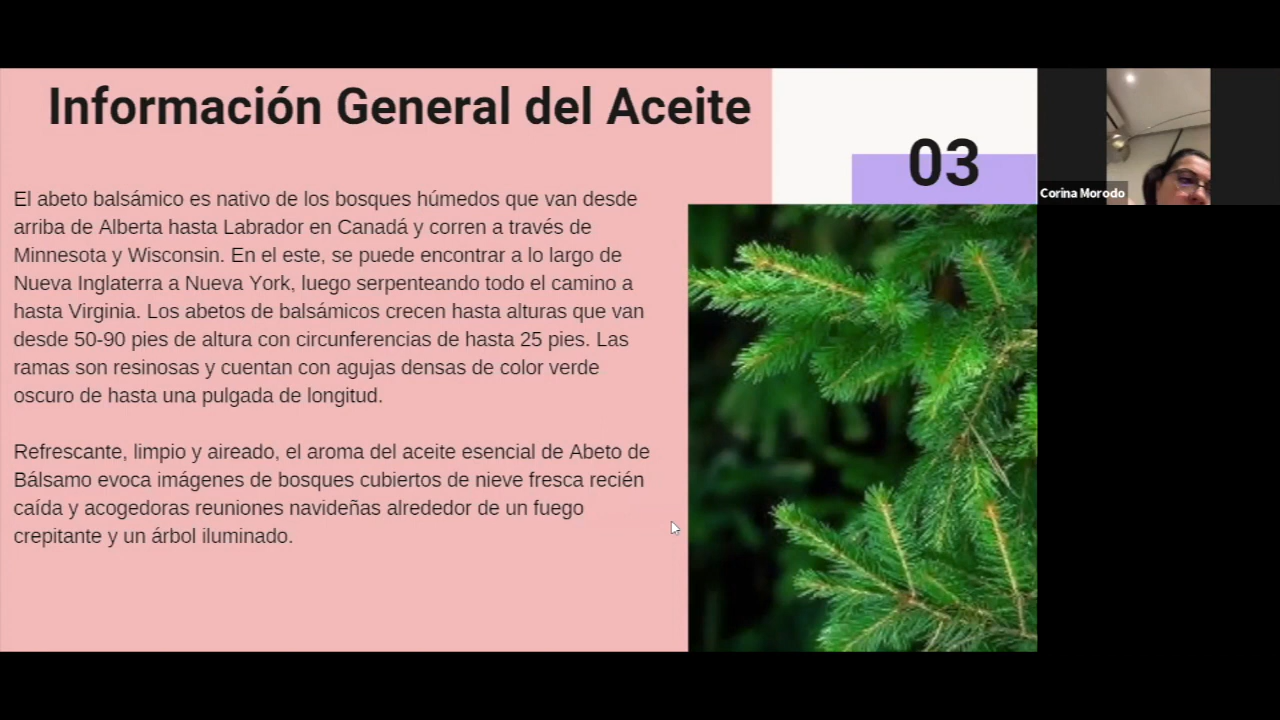 Información General del Aceite
03
Corina Morodo
El abeto balsámico es nativo de los bosques húmedos que van desde
arriba de Alberta hasta Labrador en Canadá y corren a través de
Minnesota y Wisconsin. En el este, se puede encontrar a lo largo de
Nueva Inglaterra a Nueva York, luego serpenteando todo el camino a
hasta Virginia. Los abetos de balsámicos crecen hasta alturas que van
desde 50-90 pies de altura con circunferencias de hasta 25 pies. Las
ramas son resinosas y cuentan con agujas densas de color verde
oscuro de hasta una pulgada de longitud.
Refrescante, limpio y aireado, el aroma del aceite esencial de Abeto de
Bálsamo evoca imágenes de bosques cubiertos de nieve fresca recién
caída y acogedoras reuniones navideñas alrededor de un fuego
crepitante y un árbol iluminado.